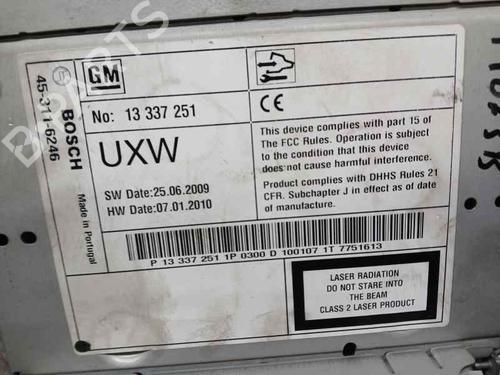 GM
No: 13 337 251
UXW
SW Date:25.06.2009
HW Date:07.01.2010
CE
This device complies with part 15 of
The FCC Rules. Operation is subject
to the condition that this device
does not cause harmful interference.
Product complies with DHHS Rules 21
CFR. Subchapter J in effect as of
date to manufacture.
P 13 337 251 1P 0300 D 100107 1T 7751613
LASER RADIATION
DO NOT STARE INTO
THE BEAM
CLASS 2 LASER PRODUCT
BOSCH
Made in Portugal
45-311-6246